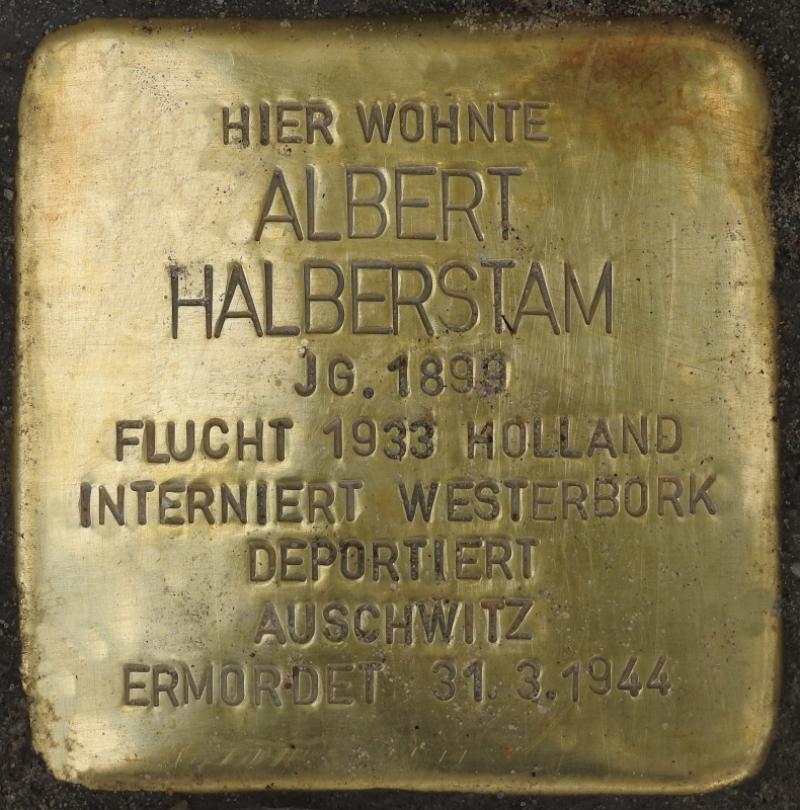 HIER WOHNTE
ALBERT
HALBERSTAM
JG. 1899
FLUCHT 1933 HOLLAND
INTERNIERT WESTERBORK
DEPORTIERT
AUSCHWITZ
ERMORDET 31. 3. 1944